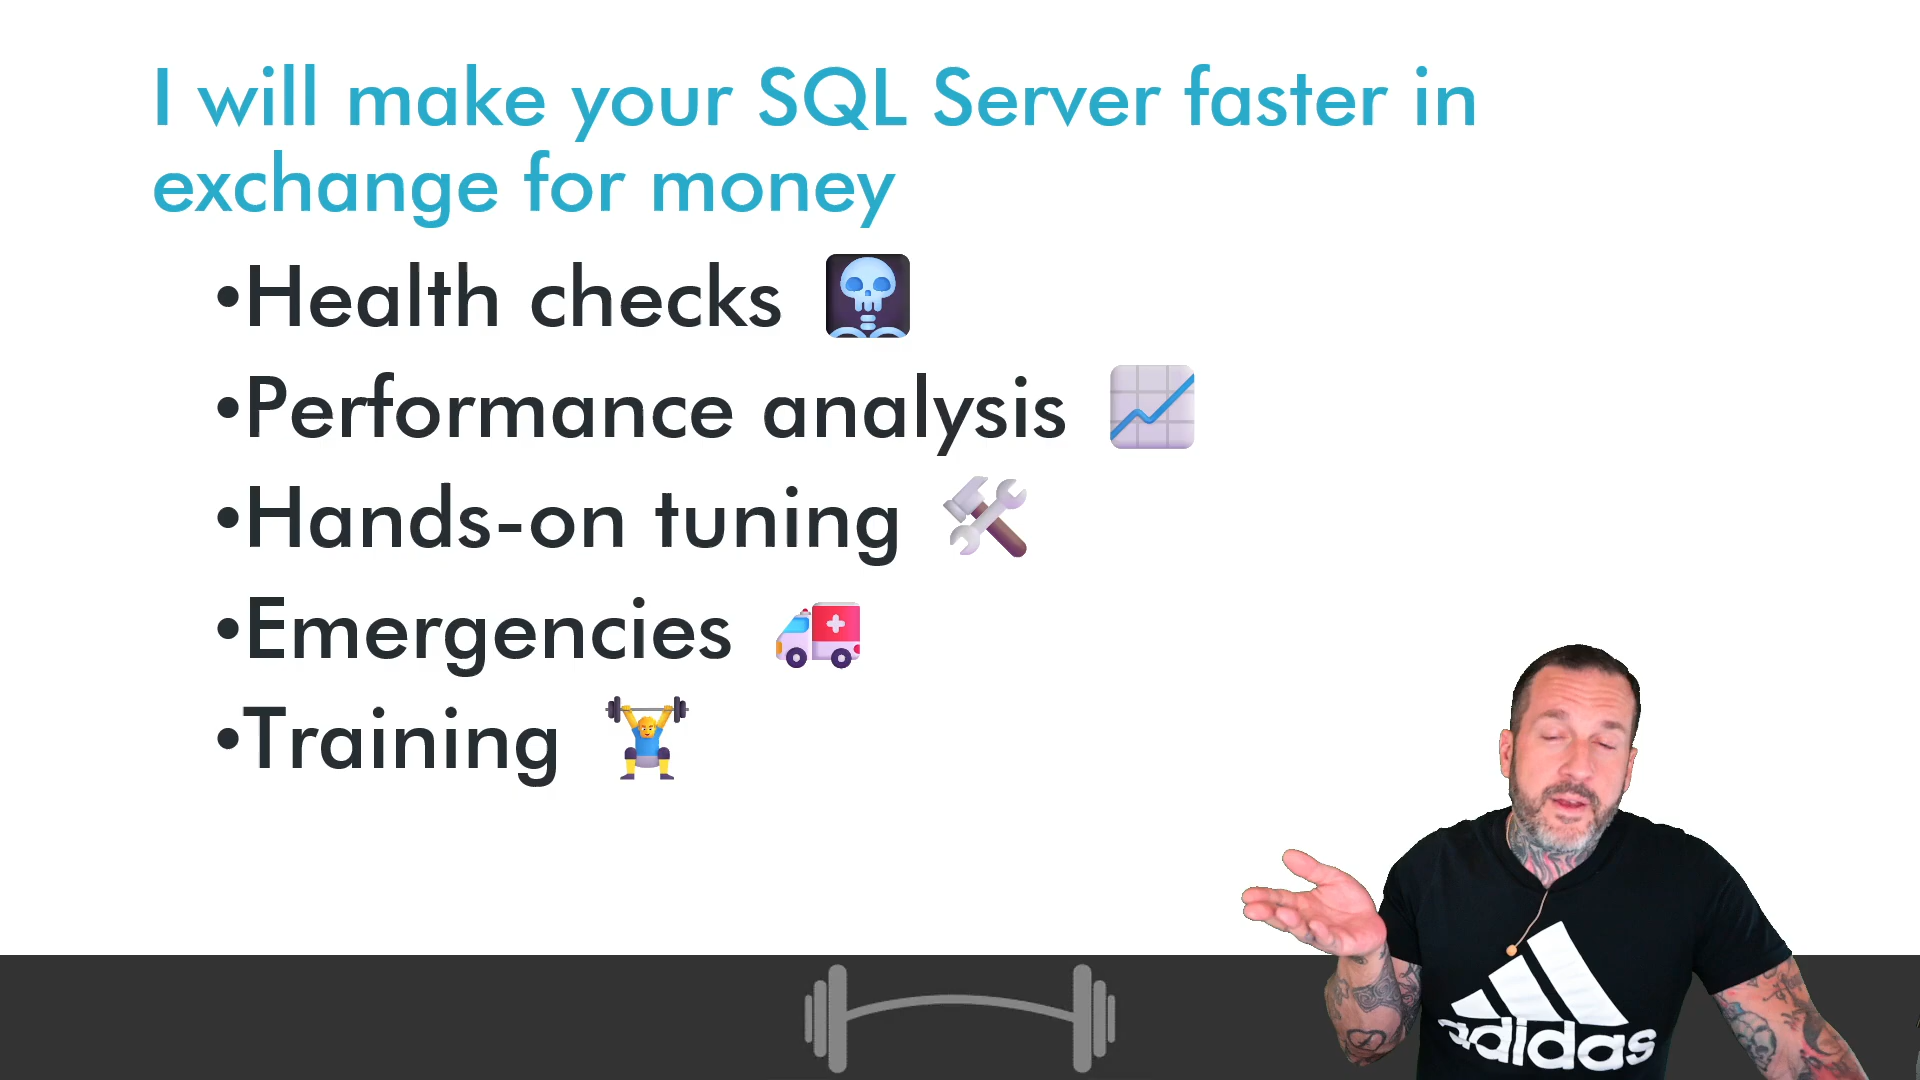 I will make your SQL Server faster in
exchange for money
•Health checks
•Performance analysis
•Hands-on tuning
•Emergencies
•Training
adidas